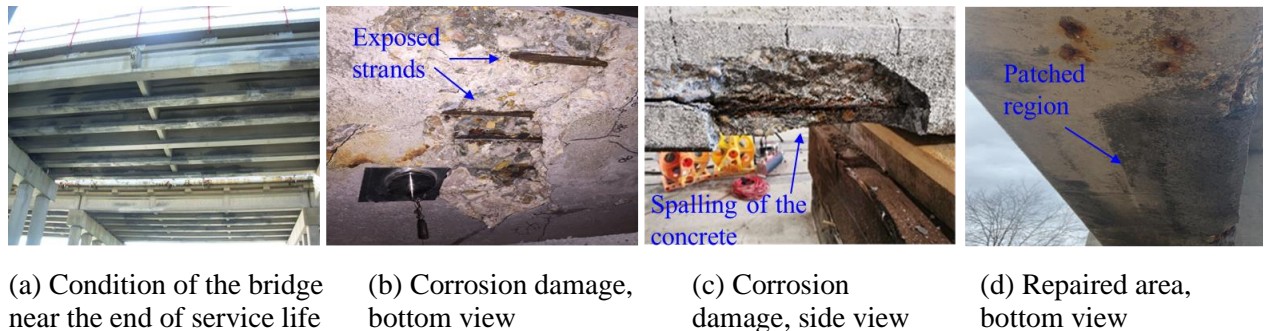 Exposed
strands
Spalling of the
concrete
Patched
region
(a) Condition of the bridge
near the end of service life
(b) Corrosion damage,
bottom view
(c) Corrosion
damage, side view
(d) Repaired area,
bottom view